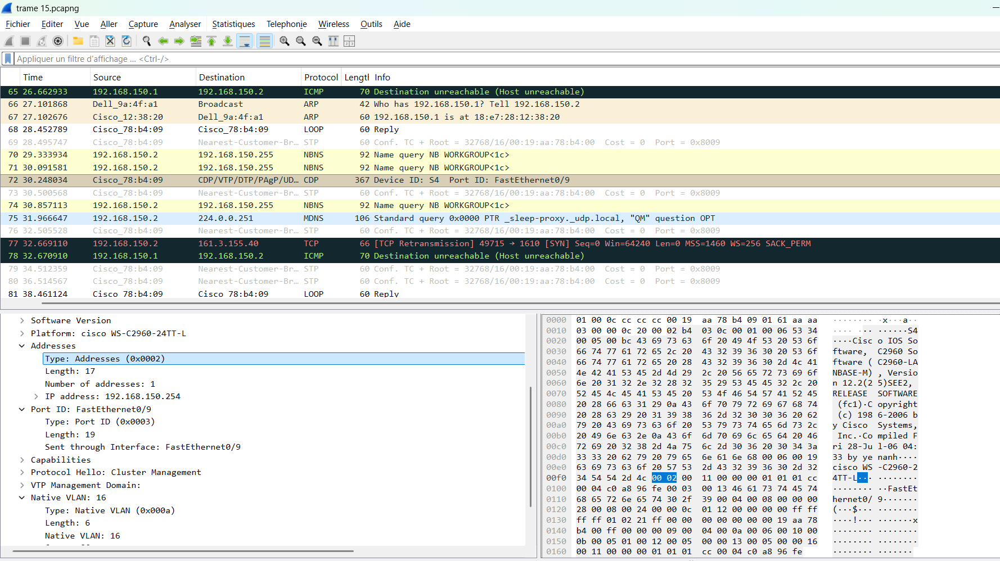 trame 15.pcapng
Fichier Editer Vue Aller Capture Analyser Statistiques Telephonie Wireless Outils Aide
Appliquer un filtre d'affichage ... <Ctrl-/>
Time Source Destination Protocol Lengtl Info
65 26.662933 192.168.150.1 192.168.150.2 ICMP 70 Destination unreachable (Host unreachable)
66 27.101868 Dell_9a:4f:a1 Broadcast ARP 42 Who has 192.168.150.1? Tell 192.168.150.2
67 27.102676 Cisco_12:38:20 Dell_9a:4f:a1 ARP 60 192.168.150.1 is at 18:e7:28:12:38:20
68 28.452789 Cisco_78:b4:09 Cisco_78:b4:09 LOOP 60 Reply
69 28.495747 Cisco_78:b4:09 Nearest-Customer-Br… STP 60 Conf. TC + Root = 32768/16/00:19:aa:78:b4:00 Cost = 0 Port = 0x8009
70 29.333934 192.168.150.2 192.168.150.255 NBNS 92 Name query NB WORKGROUP<1c>
71 30.091581 192.168.150.2 192.168.150.255 NBNS 92 Name query NB WORKGROUP<1c>
72 30.248034 Cisco_78:b4:09 CDP/VTP/DTP/PAgP/UD… CDP 367 Device ID: S4 Port ID: FastEthernet0/9
73 30.500568 Cisco_78:b4:09 Nearest-Customer-Br… STP 60 Conf. TC + Root = 32768/16/00:19:aa:78:b4:00 Cost = 0 Port = 0x8009
74 30.857113 192.168.150.2 192.168.150.255 NBNS 92 Name query NB WORKGROUP<1c>
75 31.966647 192.168.150.2 224.0.0.251 MDNS 106 Standard query 0x0000 PTR _sleep-proxy._udp.local, "QM" question OPT
76 32.505528 Cisco_78:b4:09 Nearest-Customer-Br… STP 60 Conf. TC + Root = 32768/16/00:19:aa:78:b4:00 Cost = 0 Port = 0x8009
77 32.669110 192.168.150.2 161.3.155.40 TCP 66 [TCP Retransmission] 49715 → 1610 [SYN] Seq=0 Win=64240 Len=0 MSS=1460 WS=256 SACK_PERM
78 32.670910 192.168.150.1 192.168.150.2 ICMP 70 Destination unreachable (Host unreachable)
79 34.512359 Cisco_78:b4:09 Nearest-Customer-Br… STP 60 Conf. TC + Root = 32768/16/00:19:aa:78:b4:00 Cost = 0 Port = 0x8009
80 36.514567 Cisco_78:b4:09 Nearest-Customer-Br… STP 60 Conf. TC + Root = 32768/16/00:19:aa:78:b4:00 Cost = 0 Port = 0x8009
81 38.461124 Cisco_78:b4:09 Cisco_78:b4:09 LOOP 60 Reply
Software Version
Platform: cisco WS-C2960-24TT-L
Addresses
Type: Addresses (0x0002)
Length: 17
Number of addresses: 1
IP address: 192.168.150.254
Port ID: FastEthernet0/9
Type: Port ID (0x0003)
Length: 19
Sent through Interface: FastEthernet0/9
Capabilities
Protocol Hello: Cluster Management
VTP Management Domain:
Native VLAN: 16
Type: Native VLAN (0x000a)
Length: 6
Native VLAN: 16
0000 01 00 0c cc cc cc 00 19 aa 78 b4 09 01 61 aa aa ········ ·x···a··
0010 03 00 00 0c 20 00 02 b4 03 0c 00 01 00 06 53 34 ···· ··· ······S4
0020 00 05 00 bc 43 69 73 63 6f 20 49 4f 53 20 53 6f ····Cisc o IOS So
0030 66 74 77 61 72 65 2c 20 43 32 39 36 30 20 53 6f ftware, C2960 So
0040 66 74 77 61 72 65 20 28 43 32 39 36 30 2d 4c 41 ftware ( C2960-LA
0050 4e 42 41 53 45 2d 4d 29 2c 20 56 65 72 73 69 6f NBASE-M) , Versio
0060 6e 20 31 32 2e 32 28 32 35 29 53 45 45 32 2c 20 n 12.2(2 5)SEE2,
0070 52 45 4c 45 41 53 45 20 53 4f 46 54 57 41 52 45 RELEASE SOFTWARE
0080 20 28 66 63 31 29 0a 43 6f 70 79 72 69 67 68 74 (fc1)·C opyright
0090 20 28 63 29 20 31 39 38 36 2d 32 30 30 36 20 62 (c) 198 6-2006 b
00a0 79 20 43 69 73 63 6f 20 53 79 73 74 65 6d 73 2c y Cisco Systems,
00b0 20 49 6e 63 2e 0a 43 6f 6d 70 69 6c 65 64 20 46 Inc.·Co mpiled F
00c0 72 69 20 32 38 2d 4a 75 6c 2d 30 36 20 30 34 3a ri 28-Ju l-06 04:
00d0 33 33 20 62 79 20 79 65 6e 61 6e 68 00 06 00 19 33 by ye nanh····
00e0 63 69 73 63 6f 20 57 53 2d 43 32 39 36 30 2d 32 cisco WS -C2960-2
00f0 34 54 54 2d 4c 00 02 00 11 00 00 00 01 01 01 cc 4TT-L··· ········
0100 00 04 c0 a8 96 fe 00 03 00 13 46 61 73 74 45 74 ········ ··FastEt
0110 68 65 72 6e 65 74 30 2f 39 00 04 00 08 00 00 00 hernet0/ 9·······
0120 28 00 08 00 24 00 00 0c 01 12 00 00 00 00 ff ff (···$··· ········
0130 ff ff 01 02 21 ff 00 00 00 00 00 00 00 19 aa 78 ····!··· ·······x
0140 b4 00 ff 00 00 00 09 00 04 00 0a 00 06 00 10 00 ········ ········
0150 0b 00 05 01 00 12 00 05 00 00 13 00 05 00 00 16 ········ ········
0160 00 11 00 00 00 01 01 01 cc 00 04 c0 a8 96 fe ········ ·······